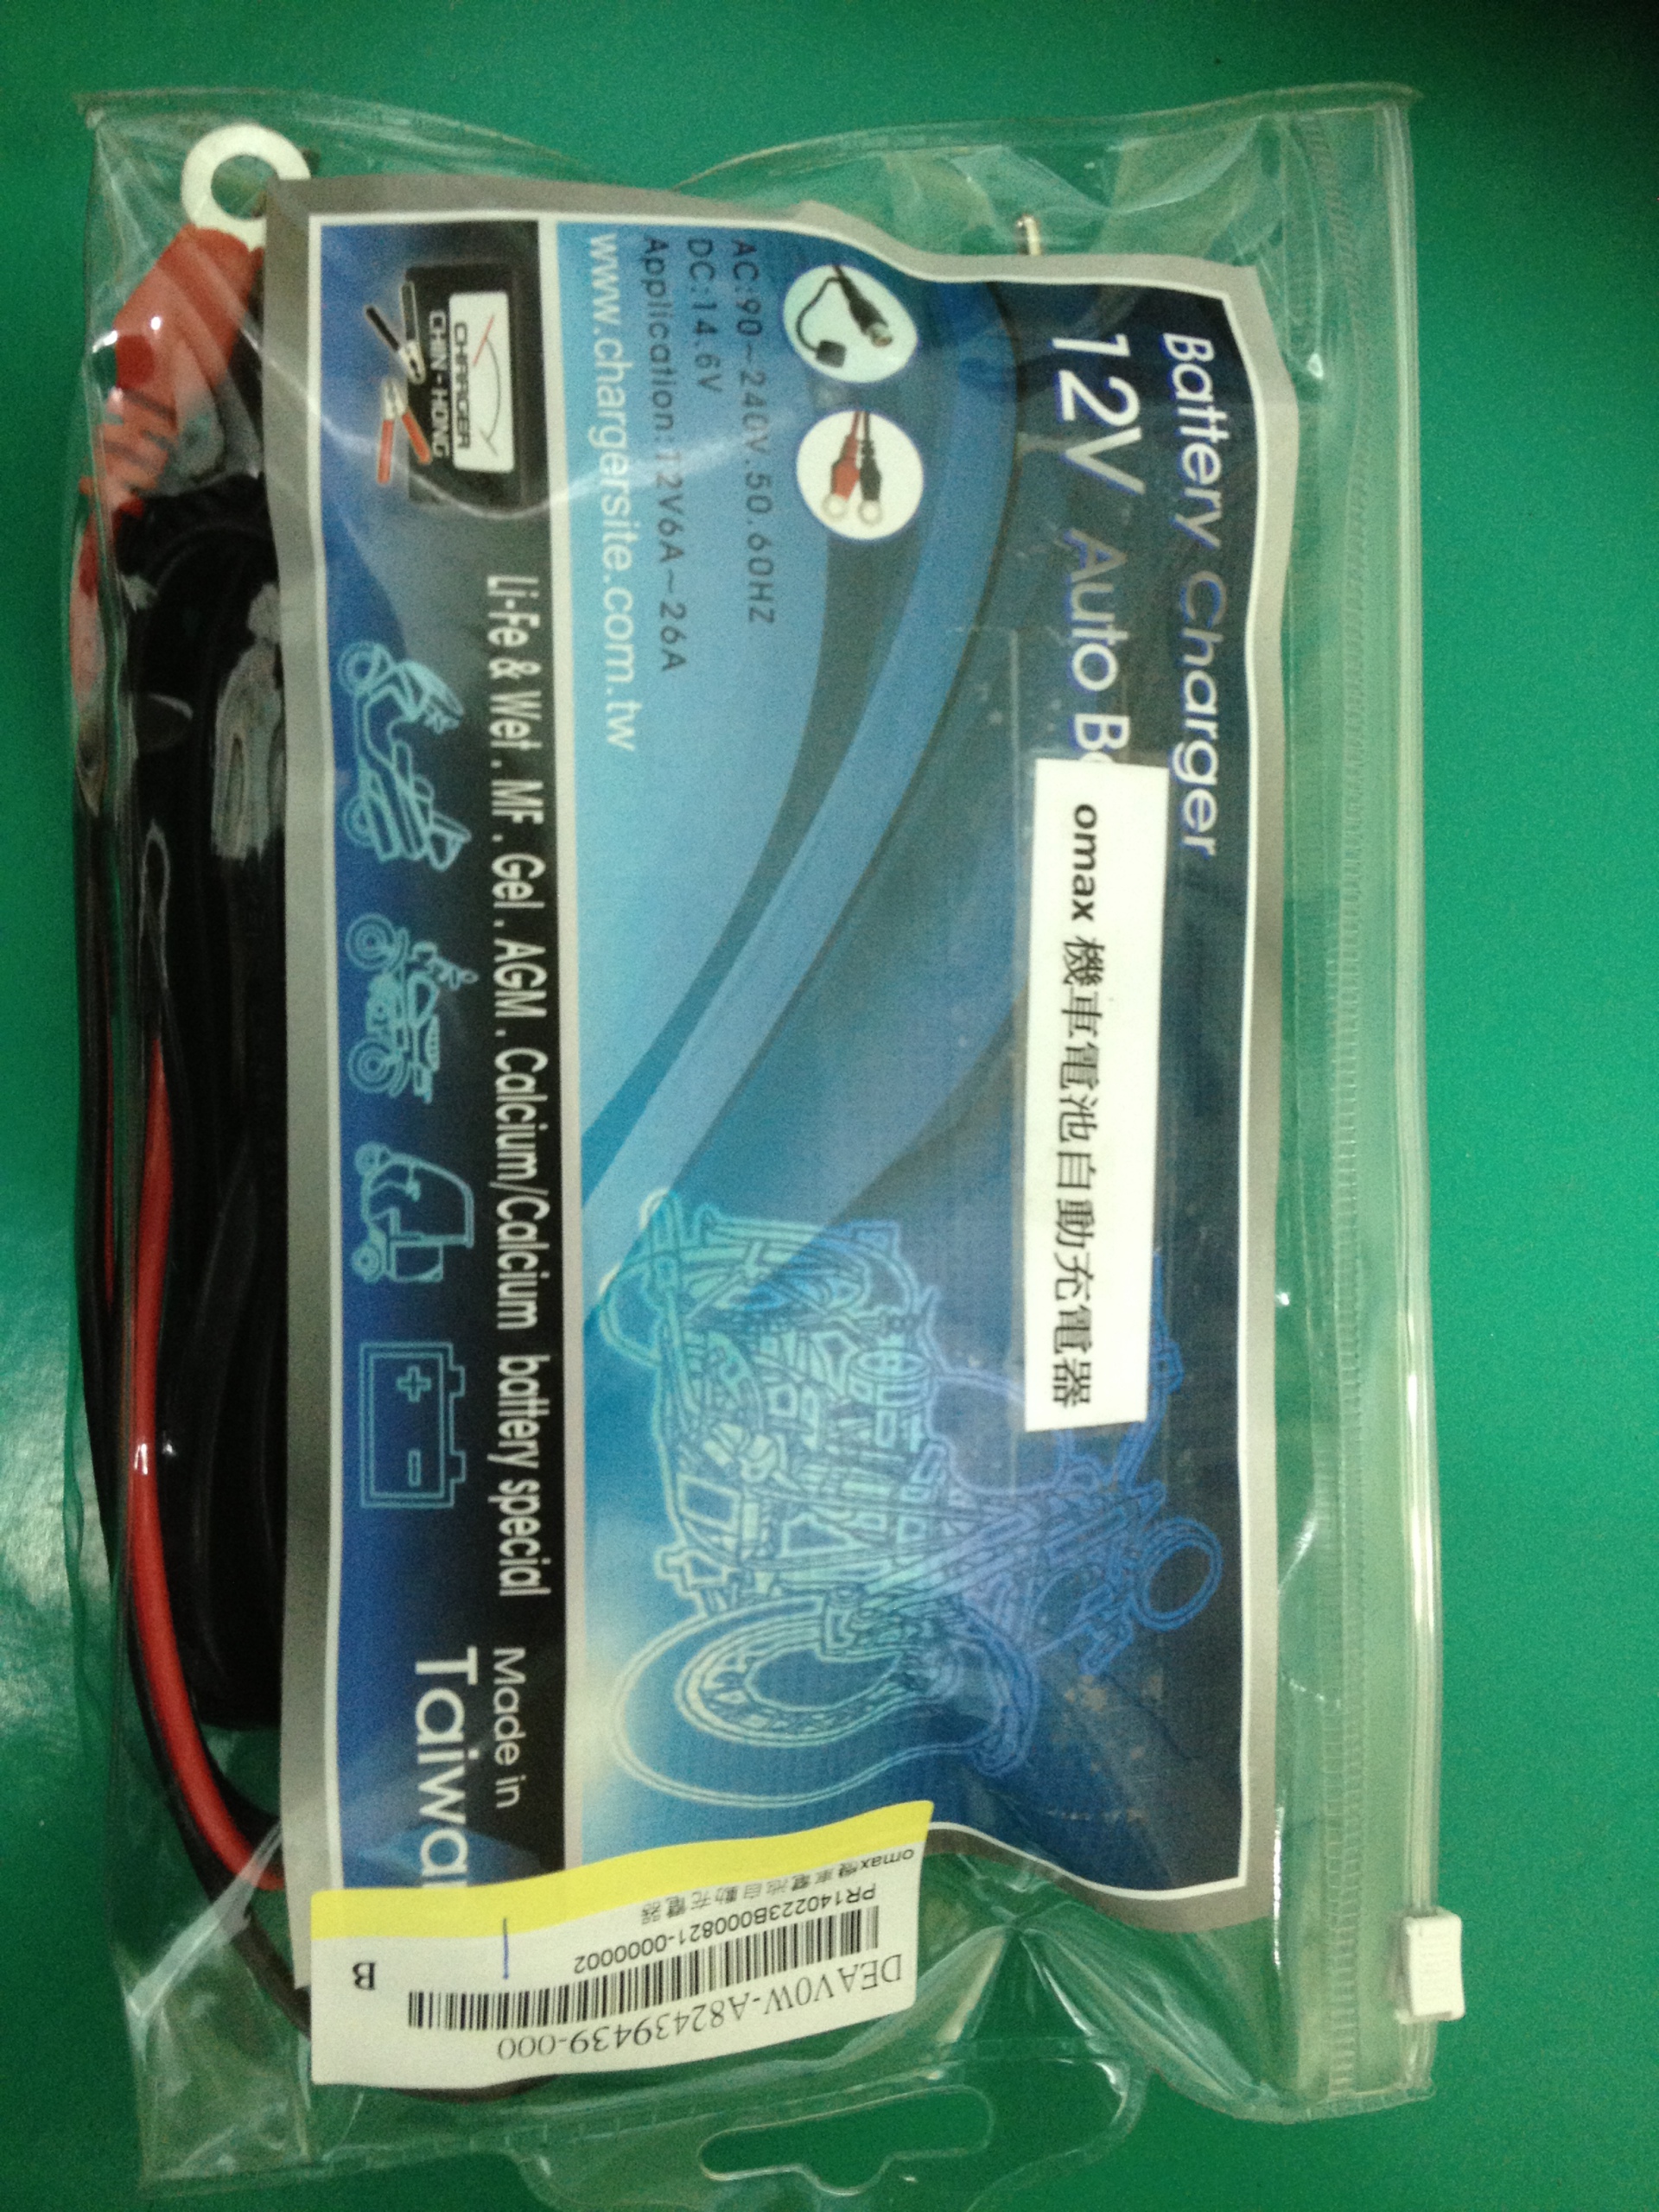 Battery Charger
12V Auto B
omax 機車電池自動充電器
AC:90~240V.50.60HZ
DC:14.6V
Application:12V6A~26A
www.chargersite.com.tw
CHARGER
CHIN-HONG
Li-Fe & Wet . MF . Gel . AGM . Calcium/Calcium battery special
Made in
Taiwa
omax機車電池自動充電器
PR140223B000821-0000002
DEAV0W-A82439439-000
B